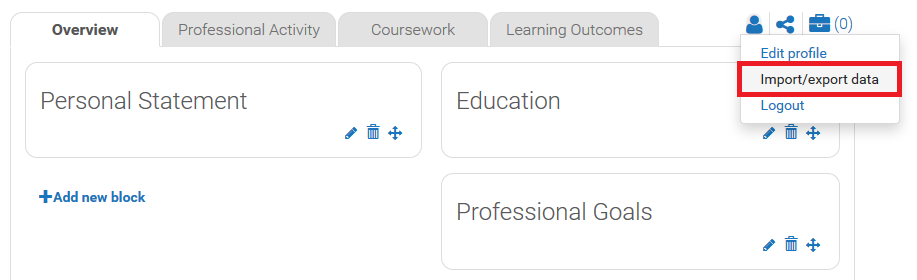 Overview
Professional Activity
Coursework
Learning Outcomes
(0)
Edit profile
Import/export data
Logout
Personal Statement
Education
Add new block
Professional Goals